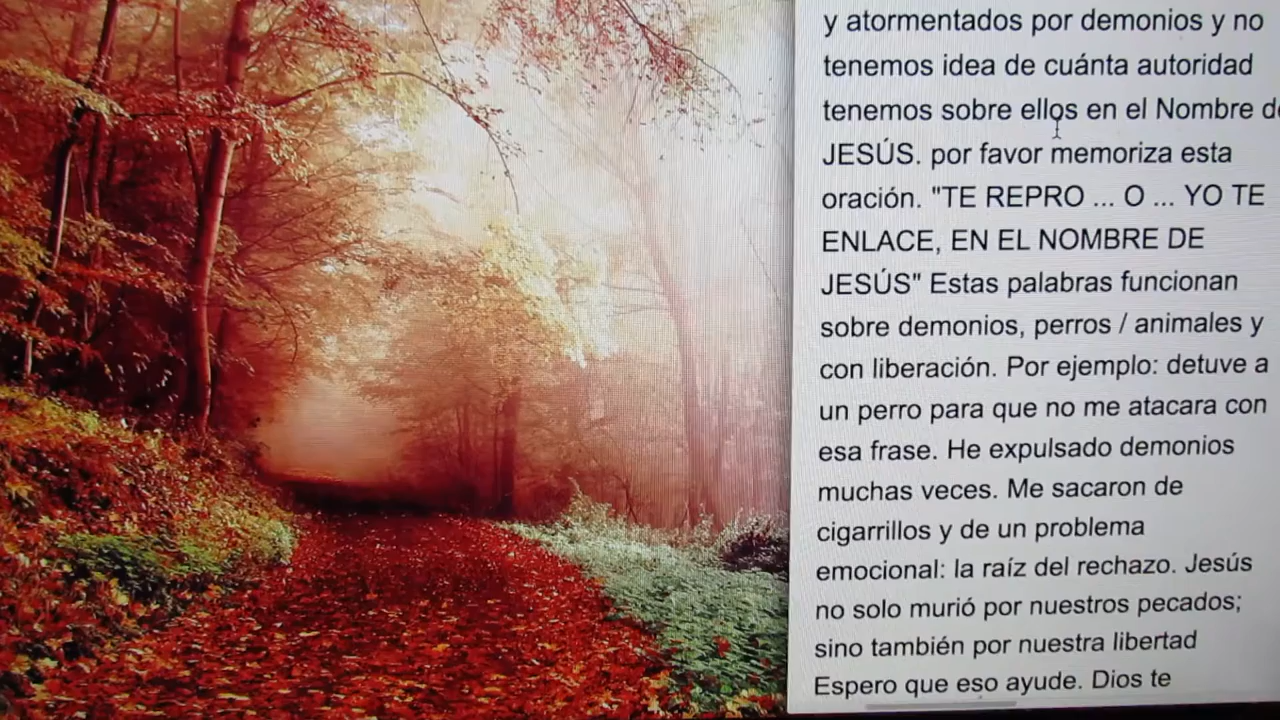 y atormentados por demonios y no
tenemos idea de cuánta autoridad
tenemos sobre ellos en el Nombre de
JESÚS. por favor memoriza esta
oración. "TE REPRO ... O ... YO TE
ENLACE, EN EL NOMBRE DE
JESÚS" Estas palabras funcionan
sobre demonios, perros / animales y
con liberación. Por ejemplo: detuve a
un perro para que no me atacara con
esa frase. He expulsado demonios
muchas veces. Me sacaron de
cigarrillos y de un problema
emocional: la raíz del rechazo. Jesús
no solo murió por nuestros pecados;
sino también por nuestra libertad
Espero que eso ayude. Dios te